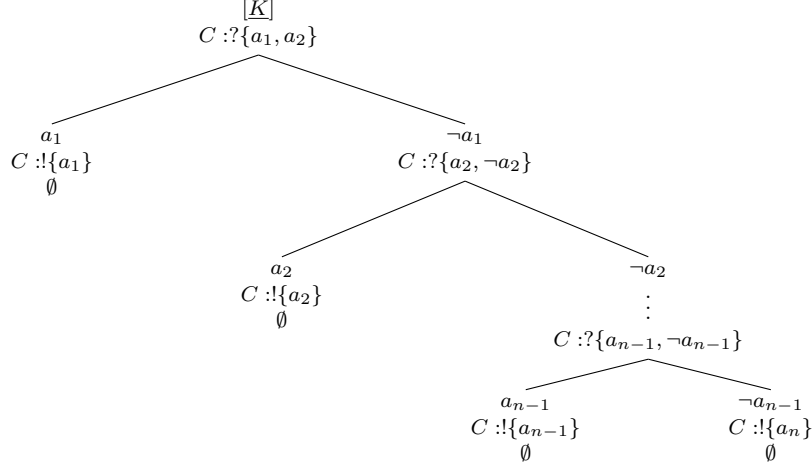 [K]
C :?{a₁, a₂}
a₁ ¬a₁
C :!{a₁} C :?{a₂, ¬a₂}
∅
a₂ ¬a₂
C :!{a₂} ⋮
∅
C :?{aₙ₋₁, ¬aₙ₋₁}
aₙ₋₁ ¬aₙ₋₁
C :!{aₙ₋₁} C :!{aₙ}
∅ ∅